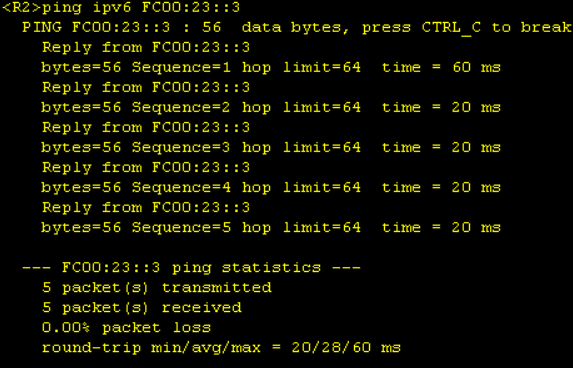 <R2>ping ipv6 FC00:23::3
PING FC00:23::3 : 56 data bytes, press CTRL_C to break
Reply from FC00:23::3
bytes=56 Sequence=1 hop limit=64 time = 60 ms
Reply from FC00:23::3
bytes=56 Sequence=2 hop limit=64 time = 20 ms
Reply from FC00:23::3
bytes=56 Sequence=3 hop limit=64 time = 20 ms
Reply from FC00:23::3
bytes=56 Sequence=4 hop limit=64 time = 20 ms
Reply from FC00:23::3
bytes=56 Sequence=5 hop limit=64 time = 20 ms
--- FC00:23::3 ping statistics ---
5 packet(s) transmitted
5 packet(s) received
0.00% packet loss
round-trip min/avg/max = 20/28/60 ms